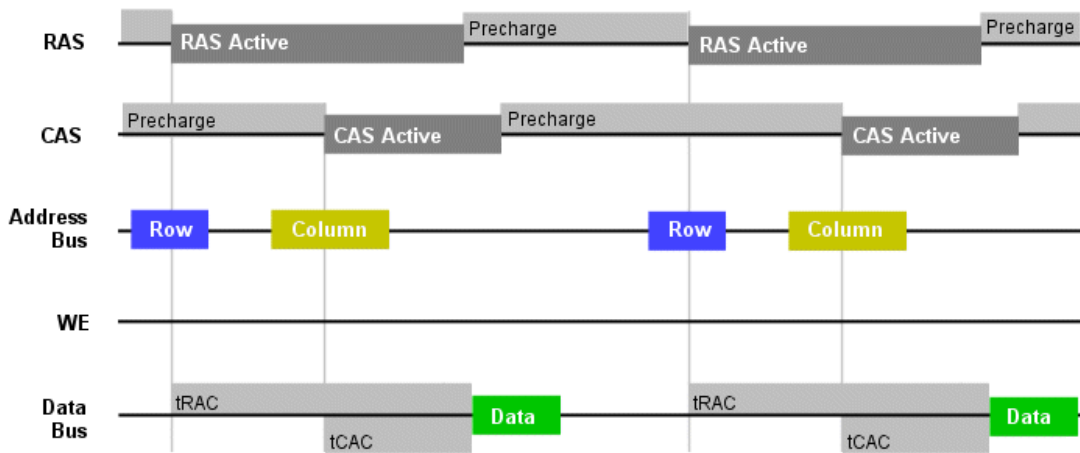 RAS
RAS Active
Precharge
RAS Active
Precharge
CAS
Precharge
CAS Active
Precharge
CAS Active
Address
Bus
Row
Column
Row
Column
WE
Data
Bus
tRAC
tCAC
Data
tRAC
tCAC
Data